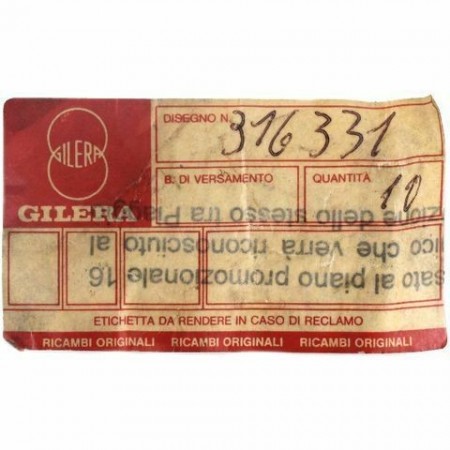 GILERA
GILERA
DISEGNO N.
316331
B. DI VERSAMENTO
QUANTITÀ
10
sato al piano promozionale 16
ico che verrà riconosciuto al
zione dello stesso tra
ETICHETTA DA RENDERE IN CASO DI RECLAMO
RICAMBI ORIGINALI RICAMBI ORIGINALI RICAMBI ORIGINALI